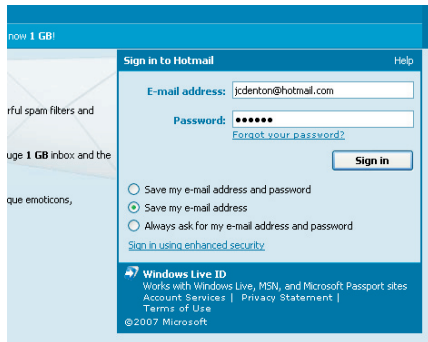 now 1 GB!
Sign in to Hotmail Help
E-mail address: jcdenton@hotmail.com
rful spam filters and
Password: ●●●●●●
Forgot your password?
uge 1 GB inbox and the
Sign in
Save my e-mail address and password
que emoticons,
Save my e-mail address
Always ask for my e-mail address and password
Sign in using enhanced security
Windows Live ID
Works with Windows Live, MSN, and Microsoft Passport sites
Account Services | Privacy Statement |
Terms of Use
©2007 Microsoft